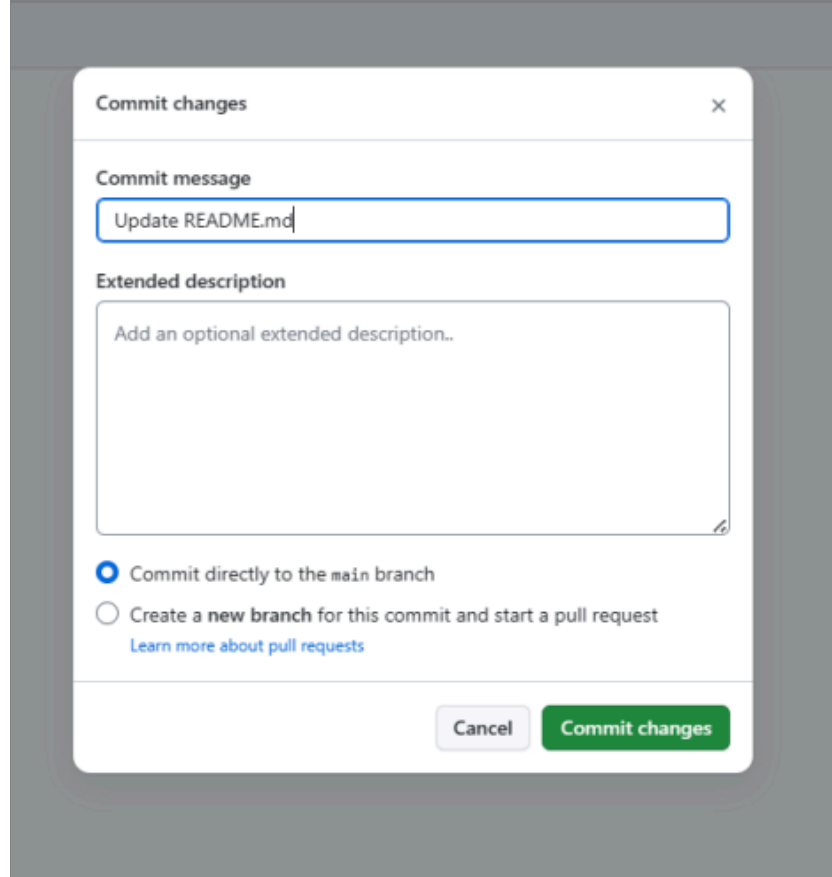 Commit changes
Commit message
Update README.md
Extended description
Add an optional extended description..
Commit directly to the main branch
Create a new branch for this commit and start a pull request
Learn more about pull requests
Cancel
Commit changes